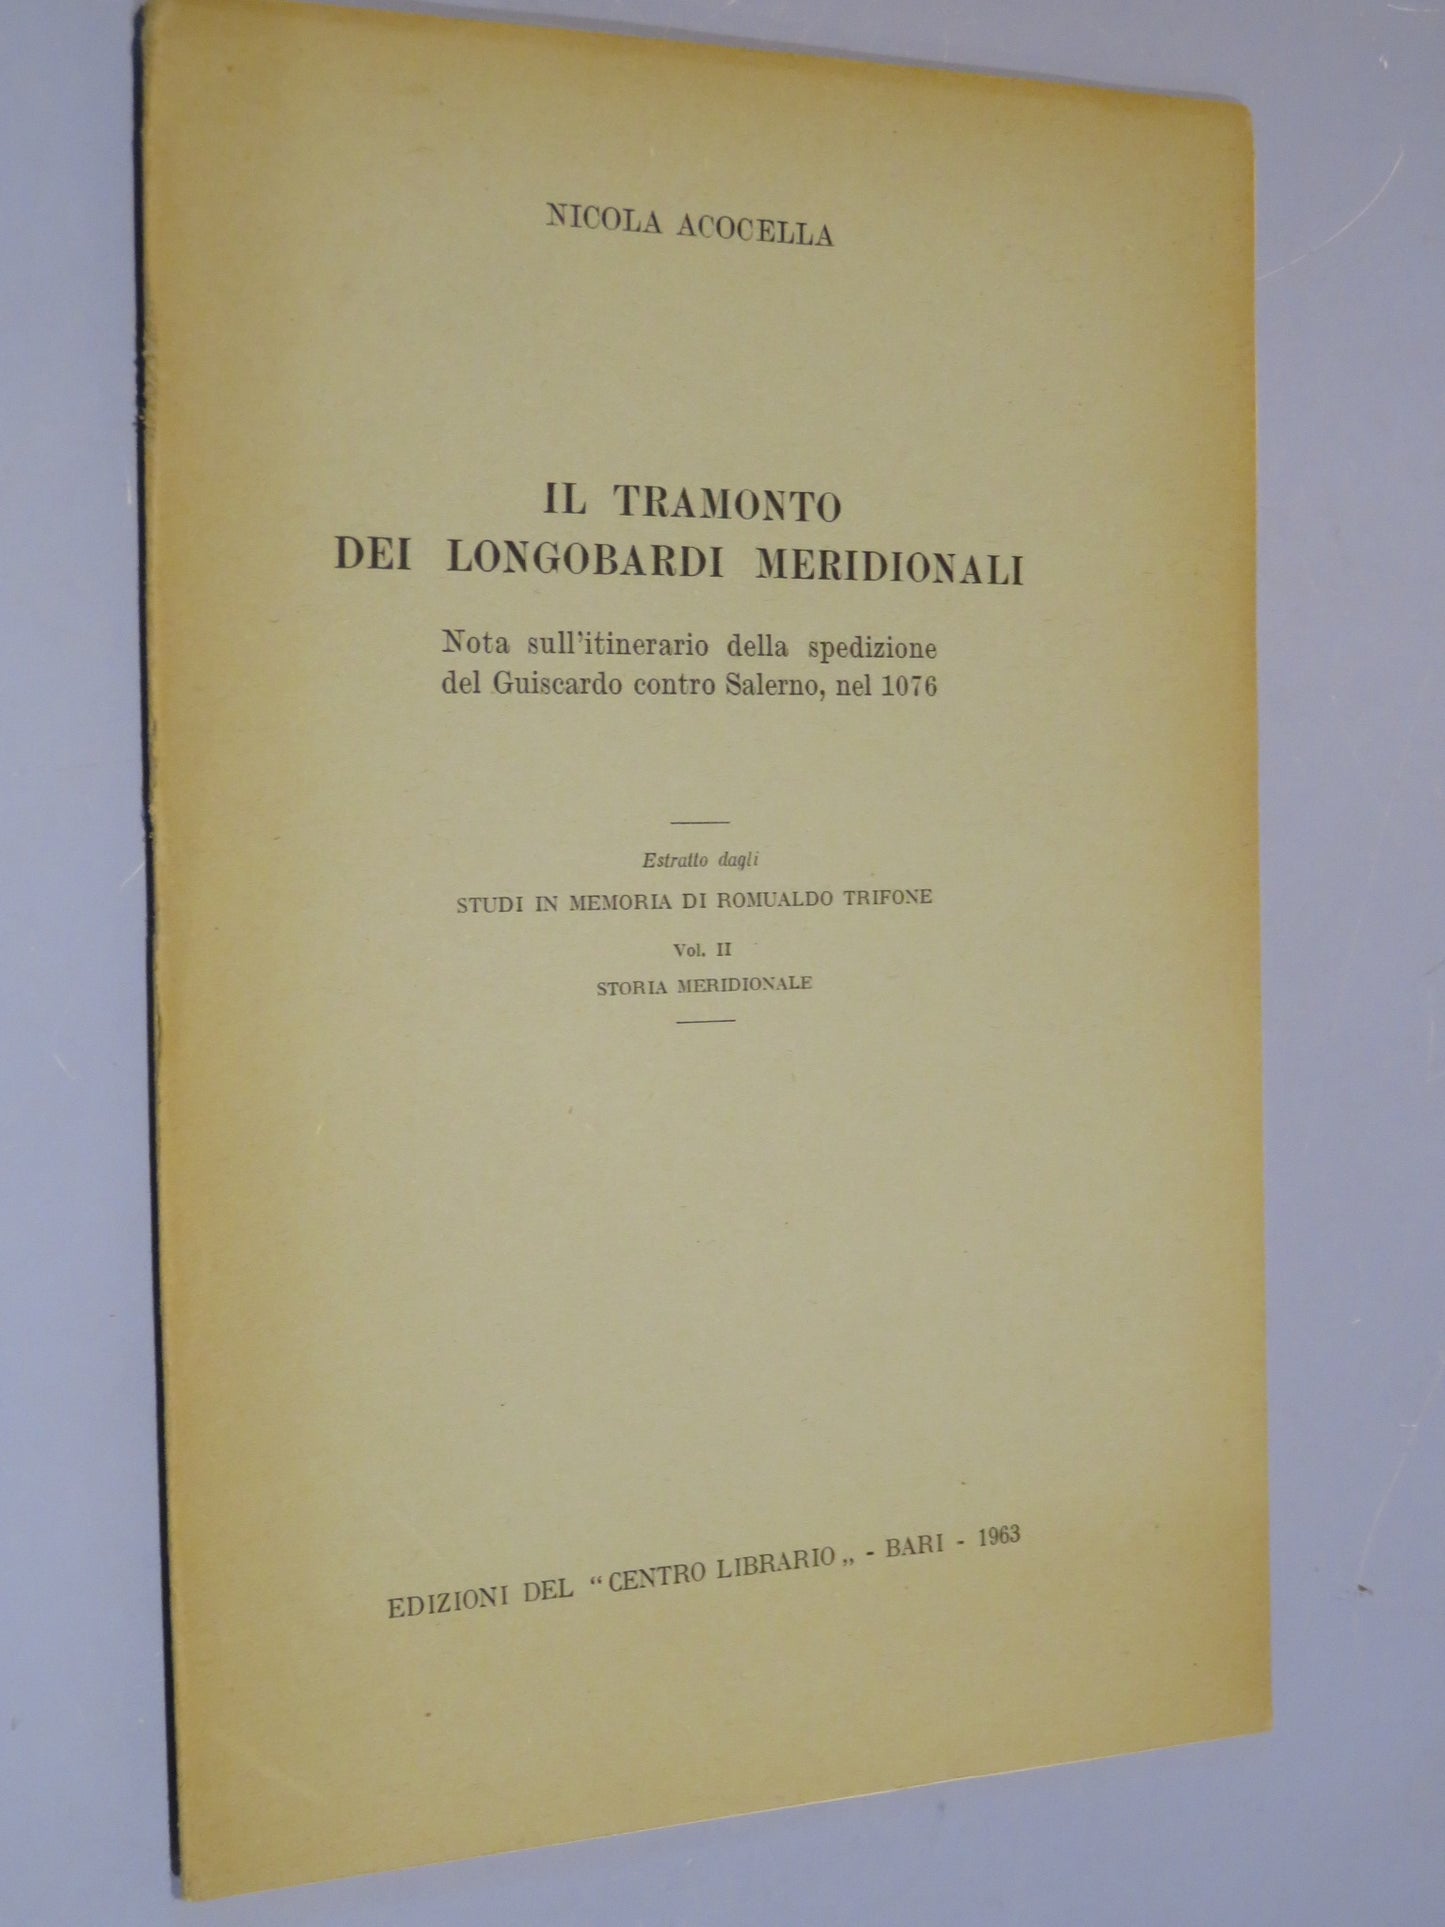 NICOLA ACOCELLA
IL TRAMONTO
DEI LONGOBARDI MERIDIONALI
Nota sull'itinerario della spedizione
del Guiscardo contro Salerno, nel 1076
Estratto dagli
STUDI IN MEMORIA DI ROMUALDO TRIFONE
Vol. II
STORIA MERIDIONALE
EDIZIONI DEL “CENTRO LIBRARIO„ - BARI - 1963